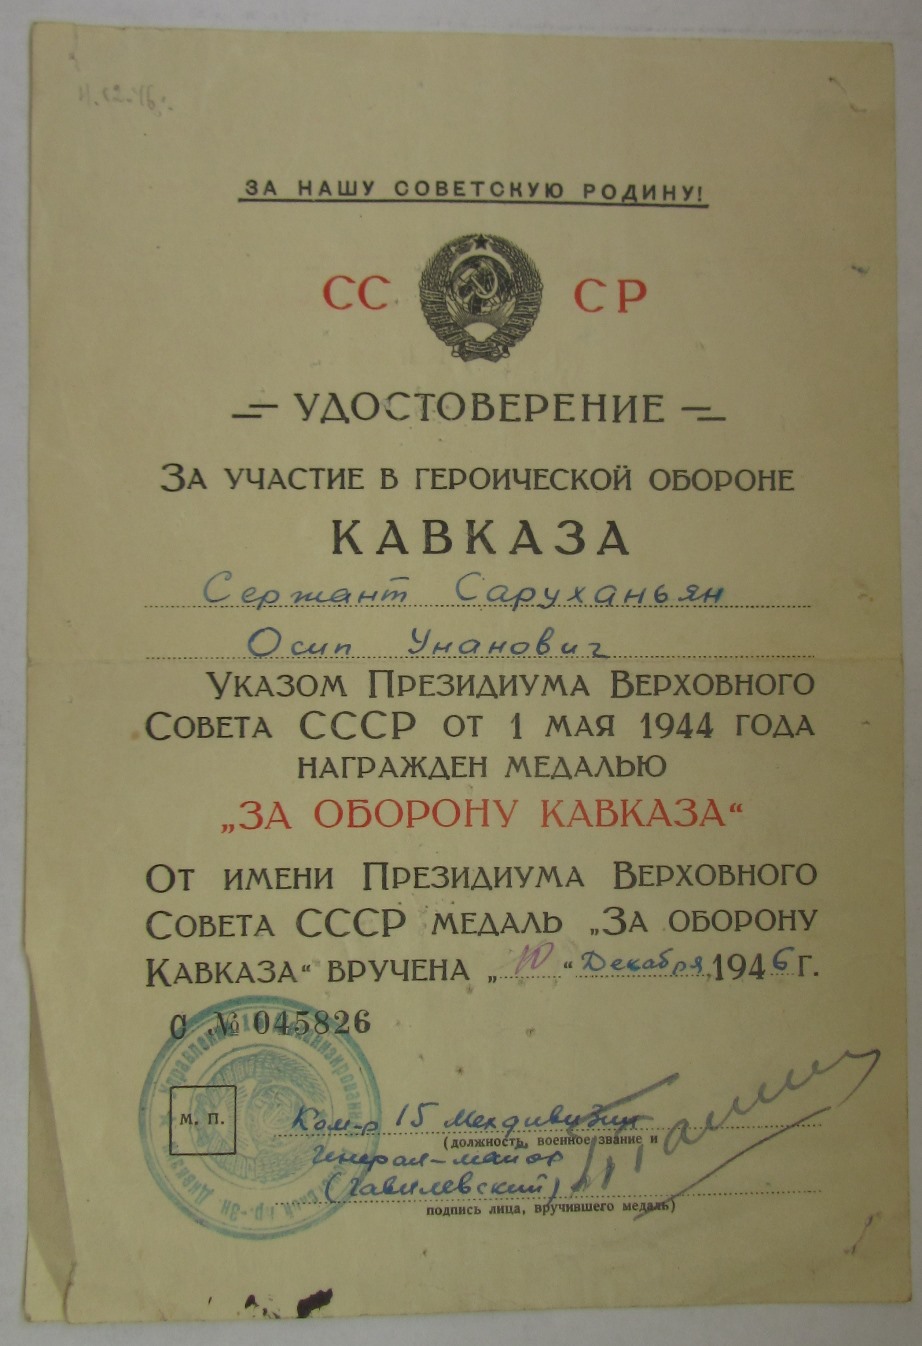 ЗА НАШУ СОВЕТСКУЮ РОДИНУ!
СС СР
УДОСТОВЕРЕНИЕ
ЗА УЧАСТИЕ В ГЕРОИЧЕСКОЙ ОБОРОНЕ
КАВКАЗА
Сержант Саруханьян
Осип Унанович
УКАЗОМ ПРЕЗИДИУМА ВЕРХОВНОГО
СОВЕТА СССР ОТ 1 МАЯ 1944 ГОДА
НАГРАЖДЕН МЕДАЛЬЮ
„ЗА ОБОРОНУ КАВКАЗА“
ОТ ИМЕНИ ПРЕЗИДИУМА ВЕРХОВНОГО
СОВЕТА СССР МЕДАЛЬ „ЗА ОБОРОНУ
КАВКАЗА“ ВРУЧЕНА „10“ Декабря 1946 г.
С № 045826
М. П.
Ком-р 15 Мехдивизии
(должность, военное звание и
генерал-майор
подпись лица, вручившего медаль)